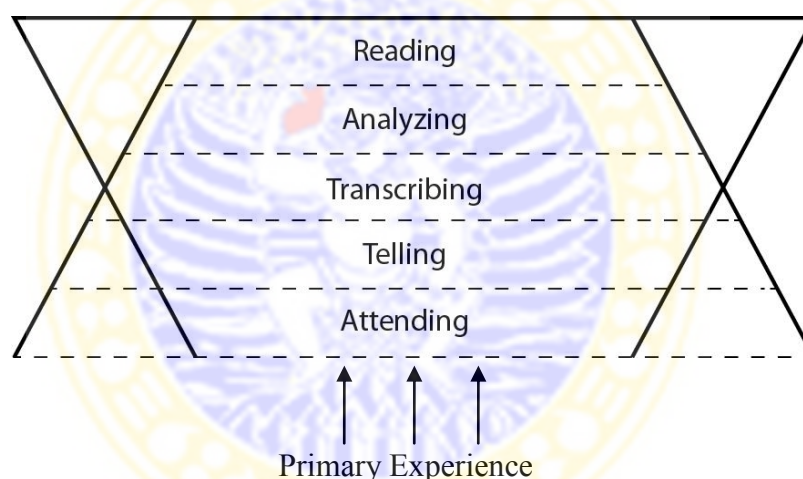 Reading
Analyzing
Transcribing
Telling
Attending
Primary Experience